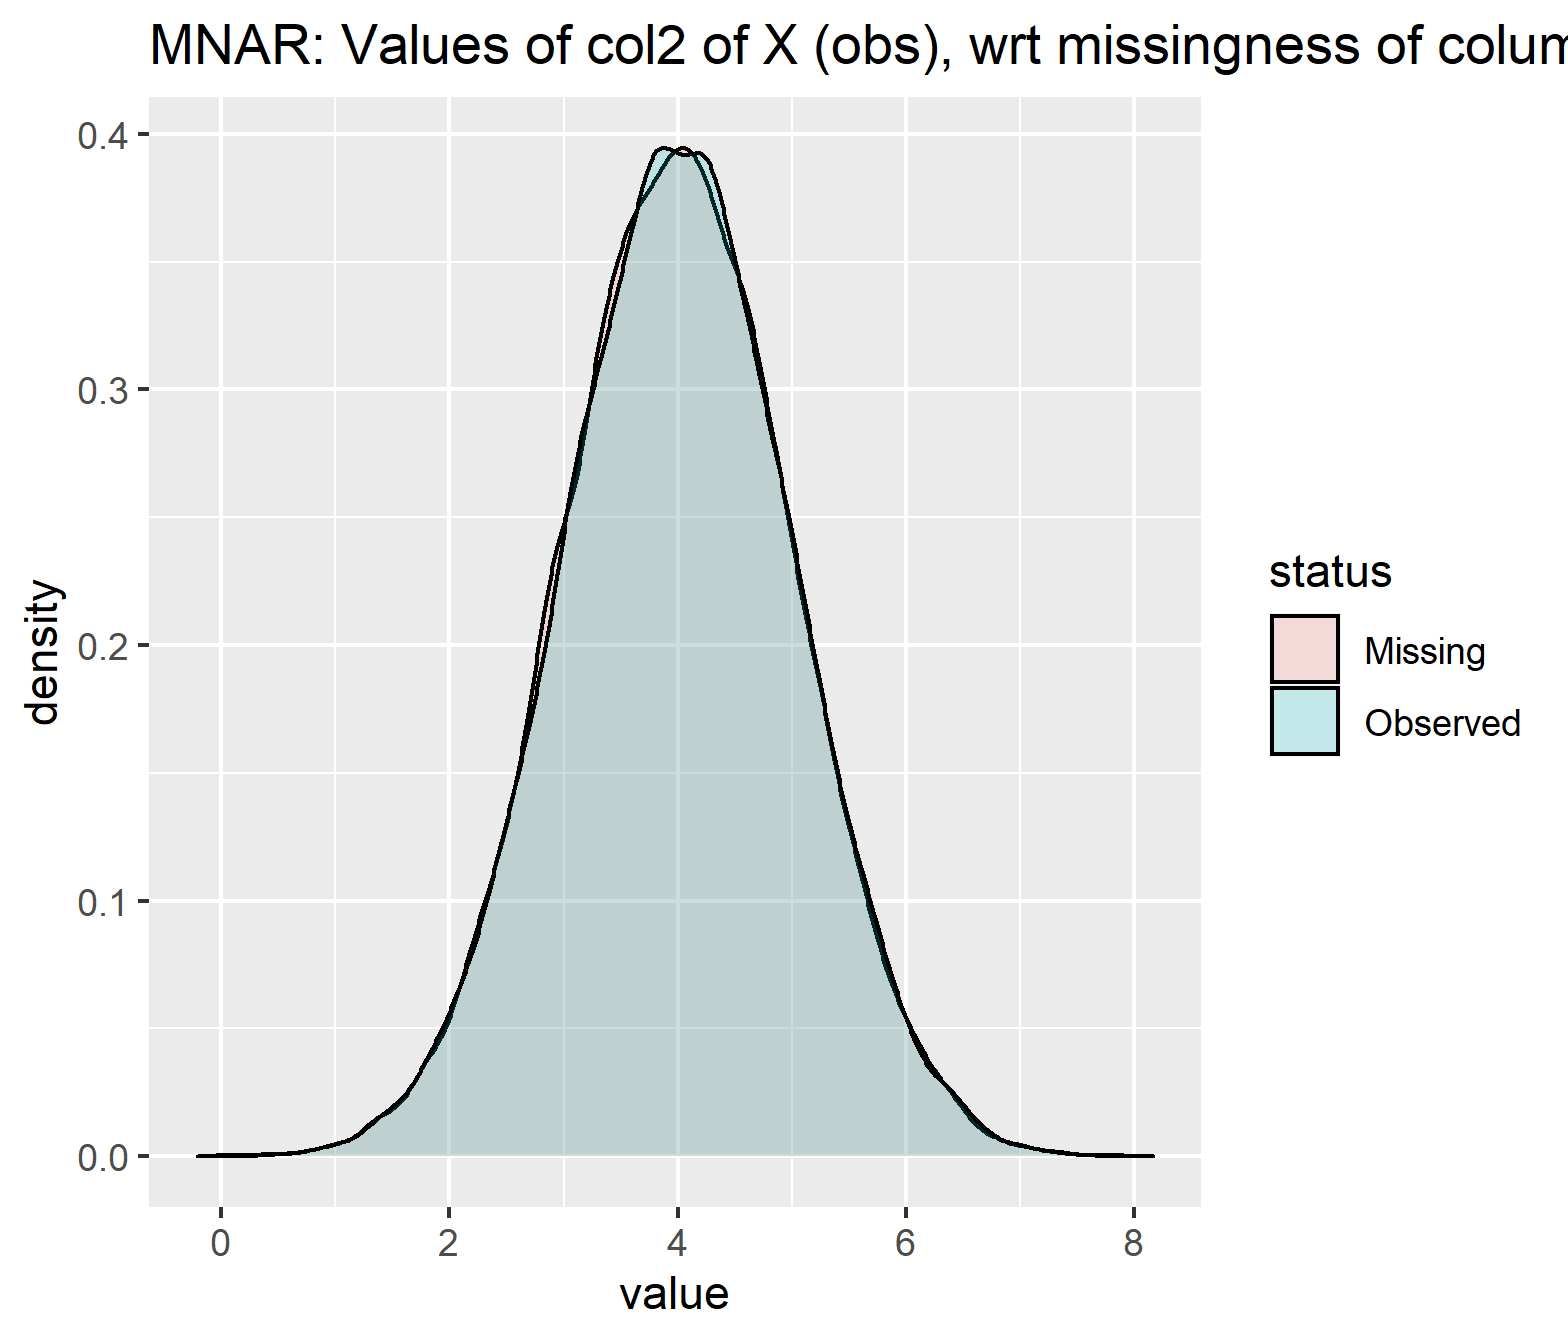 MNAR: Values of col2 of X (obs), wrt missingness of
0.4
0.3
0.2
0.1
0.0
density
0
2
4
6
8
value
status
Missing
Observed